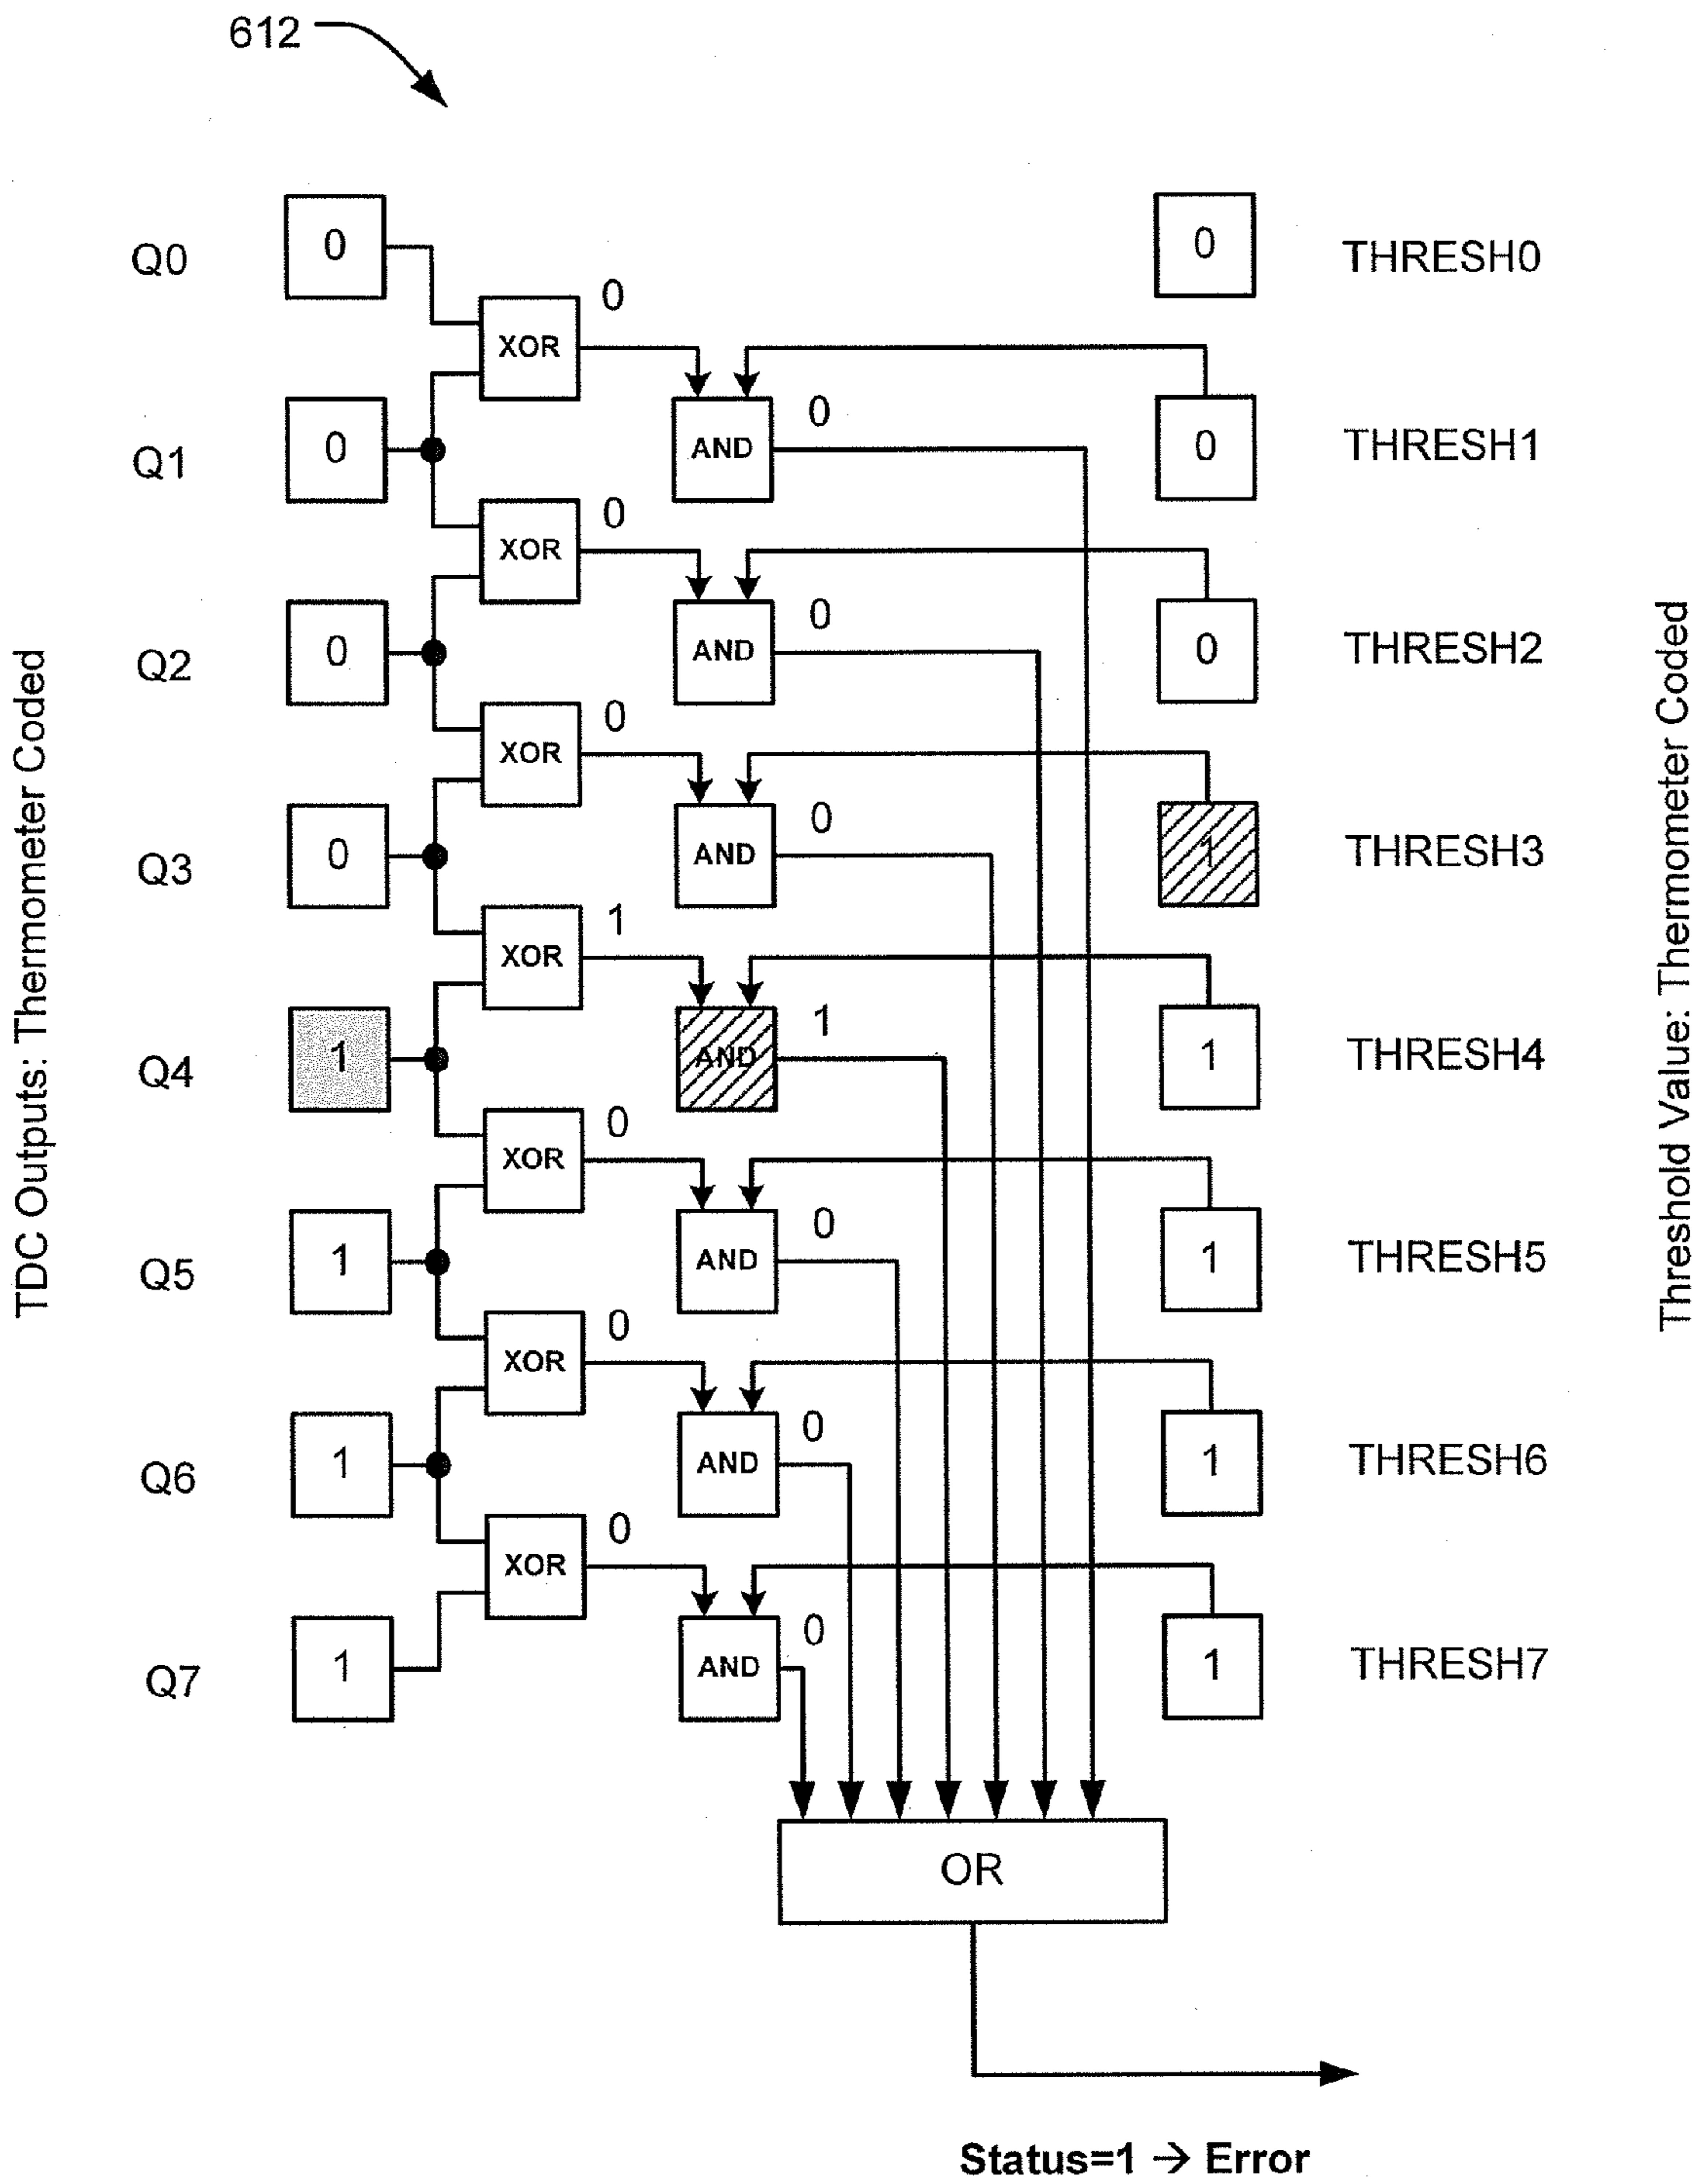 612
Q0 0 0 THRESH0
XOR 0
Q1 0 AND 0 0 THRESH1
XOR 0
Q2 0 AND 0 0 THRESH2
XOR 0
Q3 0 AND 0 1 THRESH3
XOR 1
Q4 1 AND 1 1 THRESH4
XOR 0
Q5 1 AND 0 1 THRESH5
XOR 0
Q6 1 AND 0 1 THRESH6
XOR 0
Q7 1 AND 0 1 THRESH7
OR
Status=1 → Error
TDC Outputs: Thermometer Coded
Threshold Value: Thermometer Coded